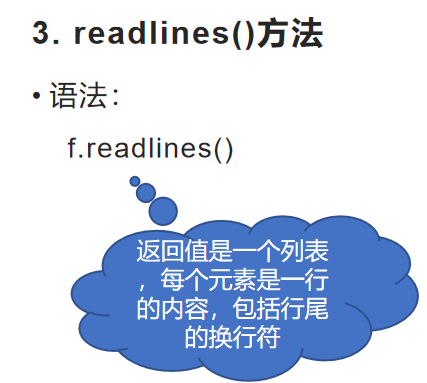 3. readlines()方法
• 语法：
f.readlines()
返回值是一个列表
，每个元素是一行
的内容，包括行尾
的换行符